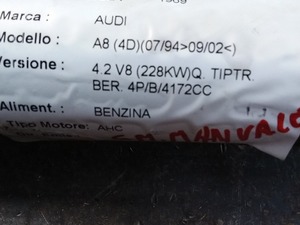 Marca : AUDI
Modello : A8 (4D)(07/94>09/02<)
Versione : 4.2 V8 (228KW)Q. TIPTR.
BER. 4P/B/4172CC
Aliment. : BENZINA
Tipo Motore: AHC